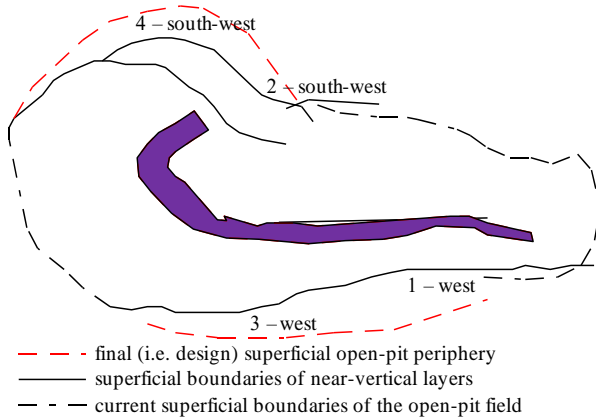 4 – south-west
2 – south-west
1 – west
3 – west
final (i.e. design) superficial open-pit periphery
superficial boundaries of near-vertical layers
current superficial boundaries of the open-pit field